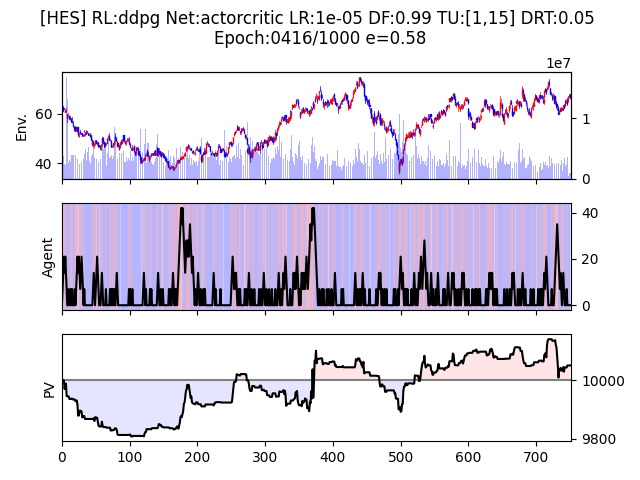 [HES] RL:ddpg Net:actorcritic LR:1e-05 DF:0.99 TU:[1,15] DRT:0.05
Epoch:0416/1000 e=0.58
1e7
Env.
60
40
1
0
Agent
40
20
0
PV
10000
9800
0 100 200 300 400 500 600 700